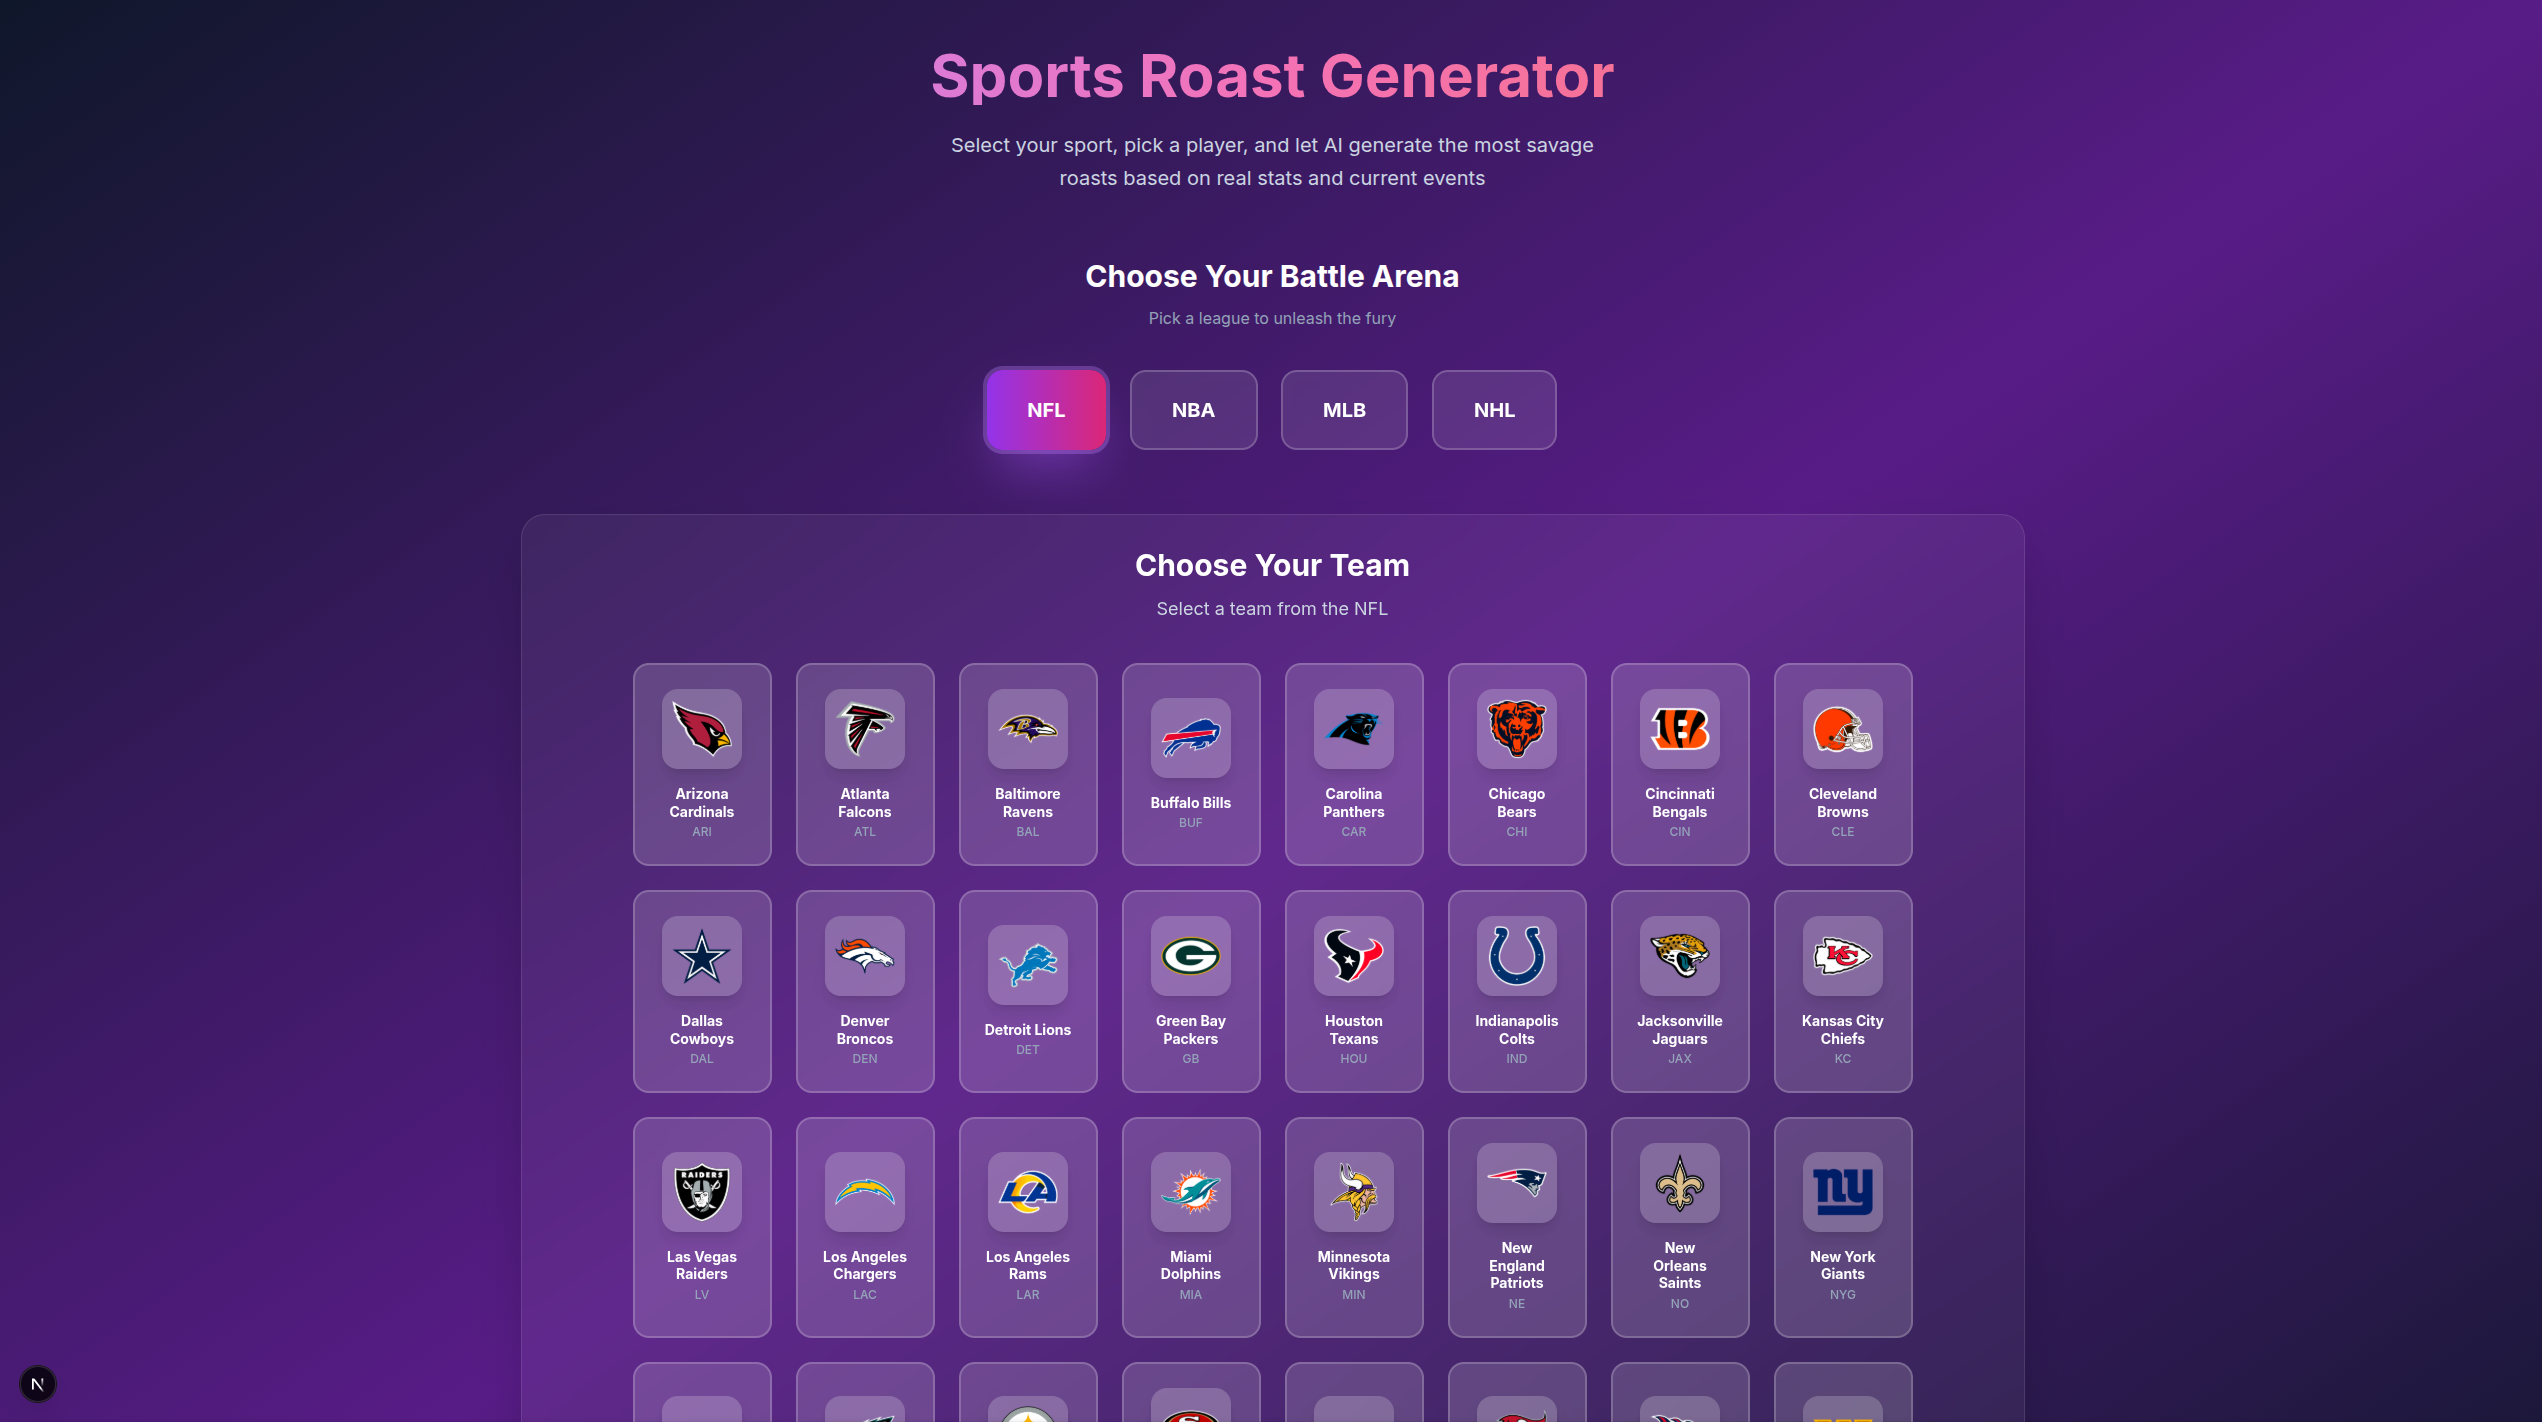 Sports Roast Generator
Select your sport, pick a player, and let AI generate the most savage
roasts based on real stats and current events
Choose Your Battle Arena
Pick a league to unleash the fury
NFL
NBA
MLB
NHL
Choose Your Team
Select a team from the NFL
Arizona
Cardinals
ARI
Atlanta
Falcons
ATL
Baltimore
Ravens
BAL
Buffalo Bills
BUF
Carolina
Panthers
CAR
Chicago
Bears
CHI
Cincinnati
Bengals
CIN
Cleveland
Browns
CLE
Dallas
Cowboys
DAL
Denver
Broncos
DEN
Detroit Lions
DET
G
Green Bay
Packers
GB
Houston
Texans
HOU
Indianapolis
Colts
IND
Jacksonville
Jaguars
JAX
KC
Kansas City
Chiefs
KC
RAIDERS
Las Vegas
Raiders
LV
Los Angeles
Chargers
LAC
LA
Los Angeles
Rams
LAR
Miami
Dolphins
MIA
Minnesota
Vikings
MIN
New
England
Patriots
NE
New
Orleans
Saints
NO
ny
New York
Giants
NYG
N